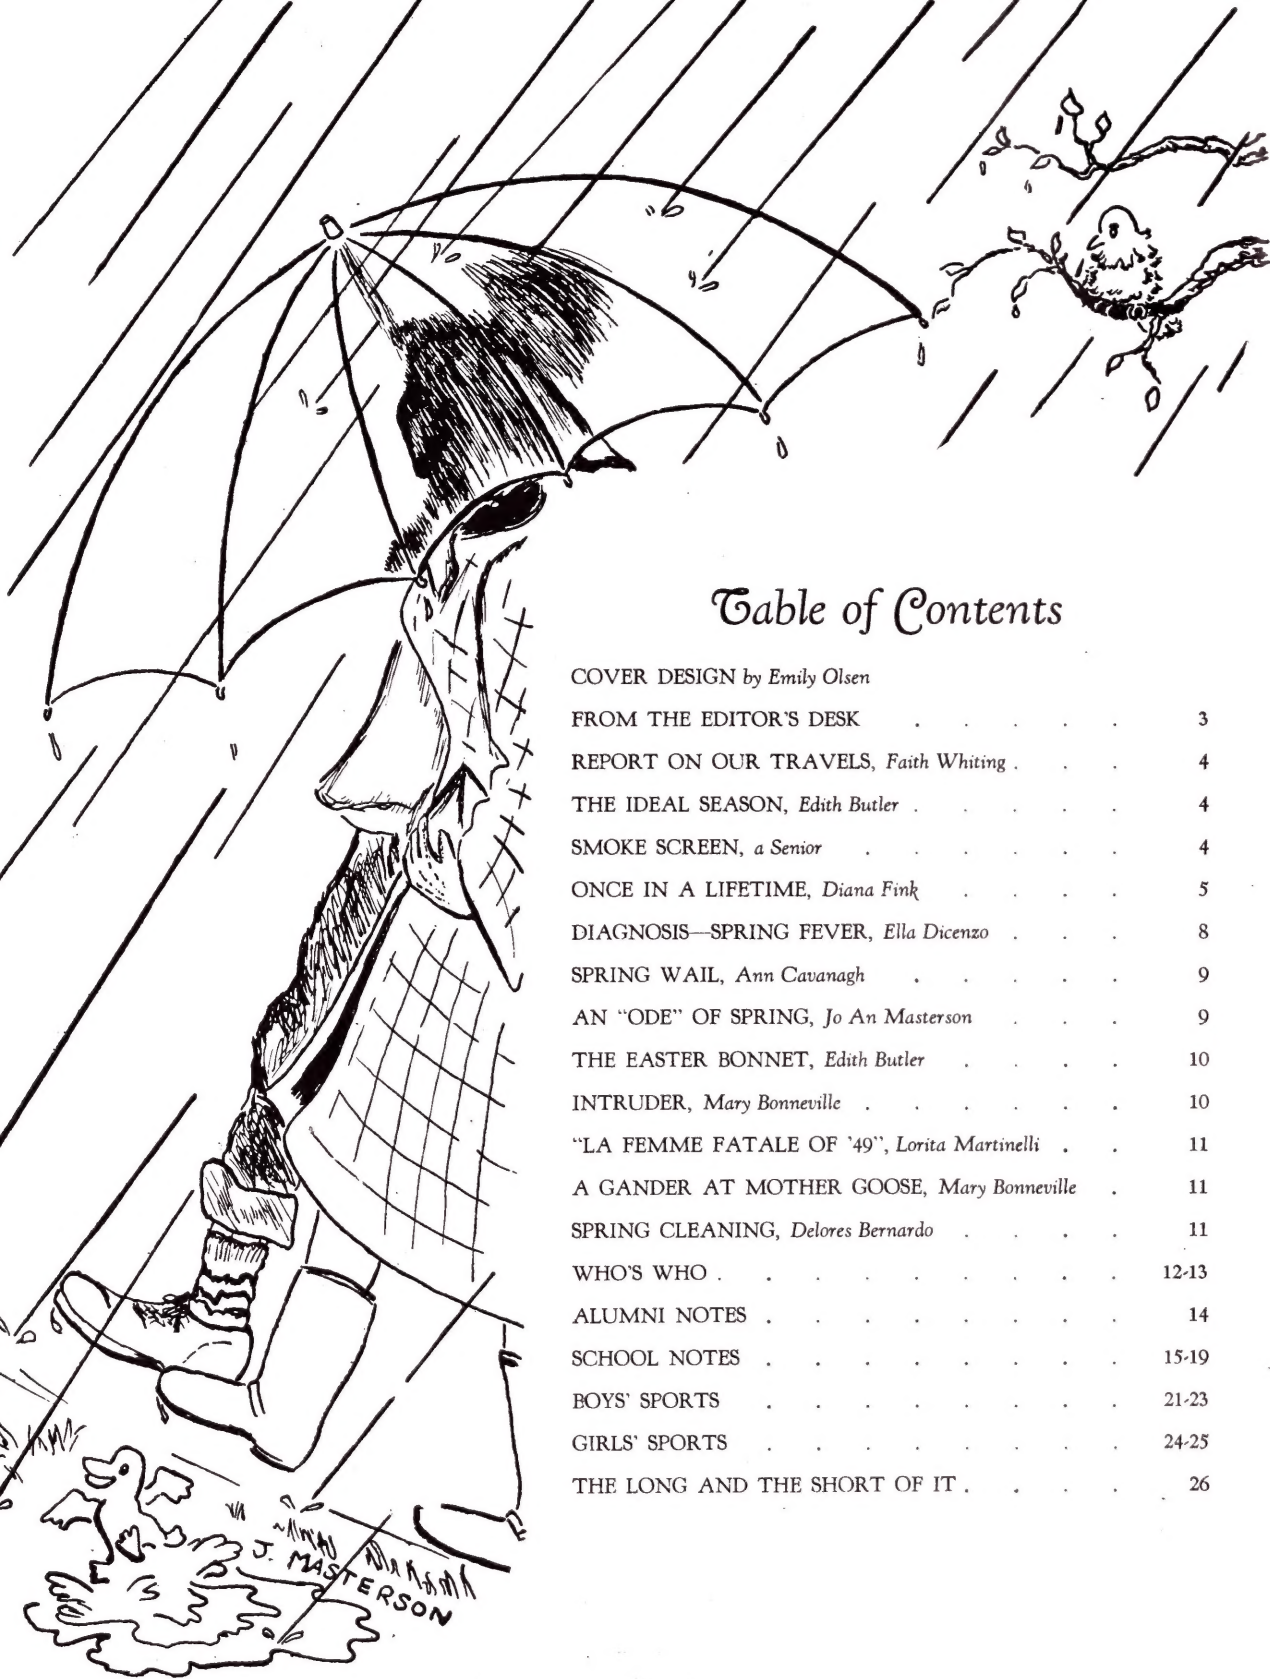 Table of Contents
COVER DESIGN by Emily Olsen
FROM THE EDITOR'S DESK . . . . . 3
REPORT ON OUR TRAVELS, Faith Whiting . . . 4
THE IDEAL SEASON, Edith Butler . . . . . 4
SMOKE SCREEN, a Senior . . . . . . 4
ONCE IN A LIFETIME, Diana Fink . . . . 5
DIAGNOSIS—SPRING FEVER, Ella Dicenzo . . . 8
SPRING WAIL, Ann Cavanagh . . . . . 9
AN “ODE” OF SPRING, Jo An Masterson . . . 9
THE EASTER BONNET, Edith Butler . . . . 10
INTRUDER, Mary Bonneville . . . . . . 10
“LA FEMME FATALE OF '49”, Lorita Martinelli . . 11
A GANDER AT MOTHER GOOSE, Mary Bonneville . 11
SPRING CLEANING, Delores Bernardo . . . . 11
WHO'S WHO . . . . . . . . . 12-13
ALUMNI NOTES . . . . . . . . 14
SCHOOL NOTES . . . . . . . . 15-19
BOYS' SPORTS . . . . . . . . 21-23
GIRLS' SPORTS . . . . . . . . 24-25
THE LONG AND THE SHORT OF IT . . . . 26
J. MASTERSON